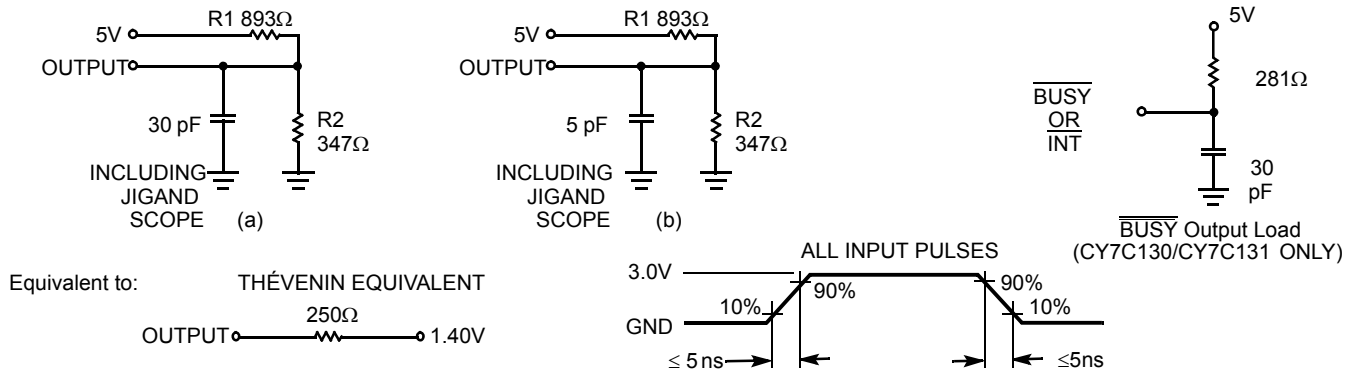 R1 893Ω
5V
OUTPUT
30 pF
R2
347Ω
INCLUDING
JIGAND
SCOPE
(a)
R1 893Ω
5V
OUTPUT
5 pF
R2
347Ω
INCLUDING
JIGAND
SCOPE
(b)
5V
281Ω
BUSY
OR
INT
30
pF
BUSY Output Load
(CY7C130/CY7C131 ONLY)
Equivalent to:
THÉVENIN EQUIVALENT
250Ω
OUTPUT
1.40V
ALL INPUT PULSES
3.0V
90%
90%
10%
10%
GND
≤ 5 ns
≤5ns